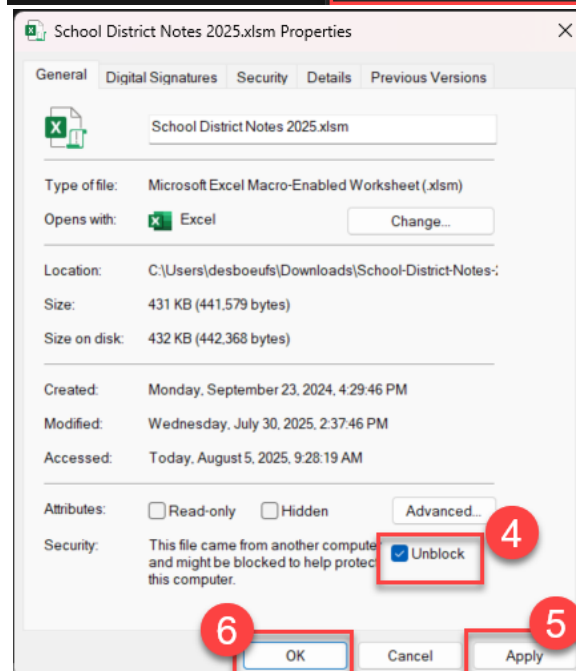 School District Notes 2025.xlsm Properties
General Digital Signatures Security Details Previous Versions
School District Notes 2025.xlsm
Type of file: Microsoft Excel Macro-Enabled Worksheet (.xlsm)
Opens with: Excel Change...
Location: C:\Users\desboeufs\Downloads\School-District-Notes-
Size: 431 KB (441,579 bytes)
Size on disk: 432 KB (442,368 bytes)
Created: Monday, September 23, 2024, 4:29:46 PM
Modified: Wednesday, July 30, 2025, 2:37:46 PM
Accessed: Today, August 5, 2025, 9:28:19 AM
Attributes: Read-only Hidden Advanced...
Security: This file came from another compute
and might be blocked to help protec
this computer.
Unblock
4
6
5
OK Cancel Apply